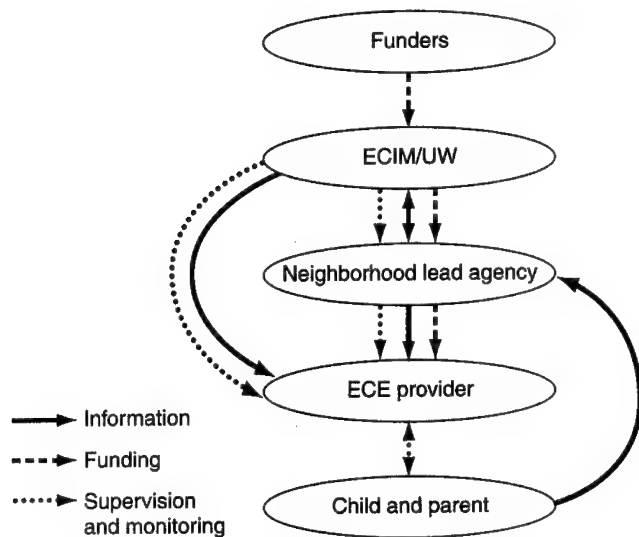 Funders
ECIM/UW
Neighborhood lead agency
ECE provider
Child and parent
Information
Funding
Supervision
and monitoring